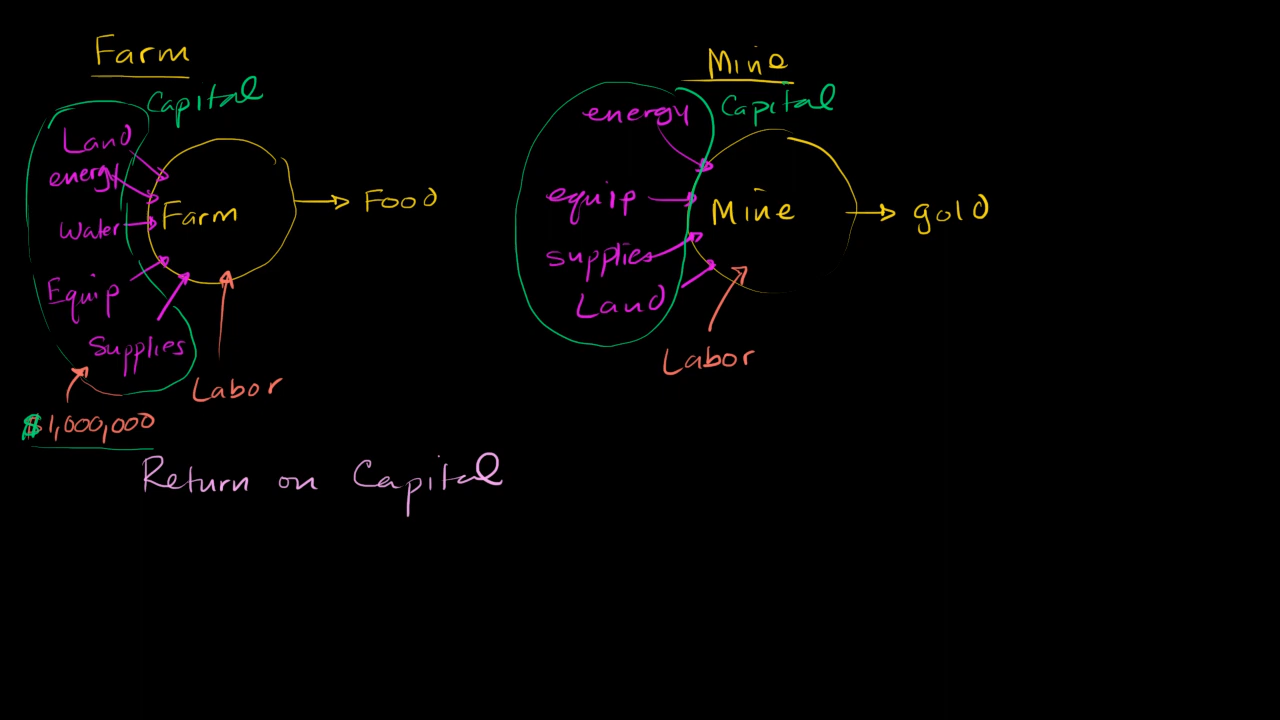 Farm
Capital
Land
energy
Water
Equip
Supplies
Farm
Food
Labor
$1,000,000
Return on Capital
Mine
Capital
energy
equip
supplies
Land
Mine
gold
Labor